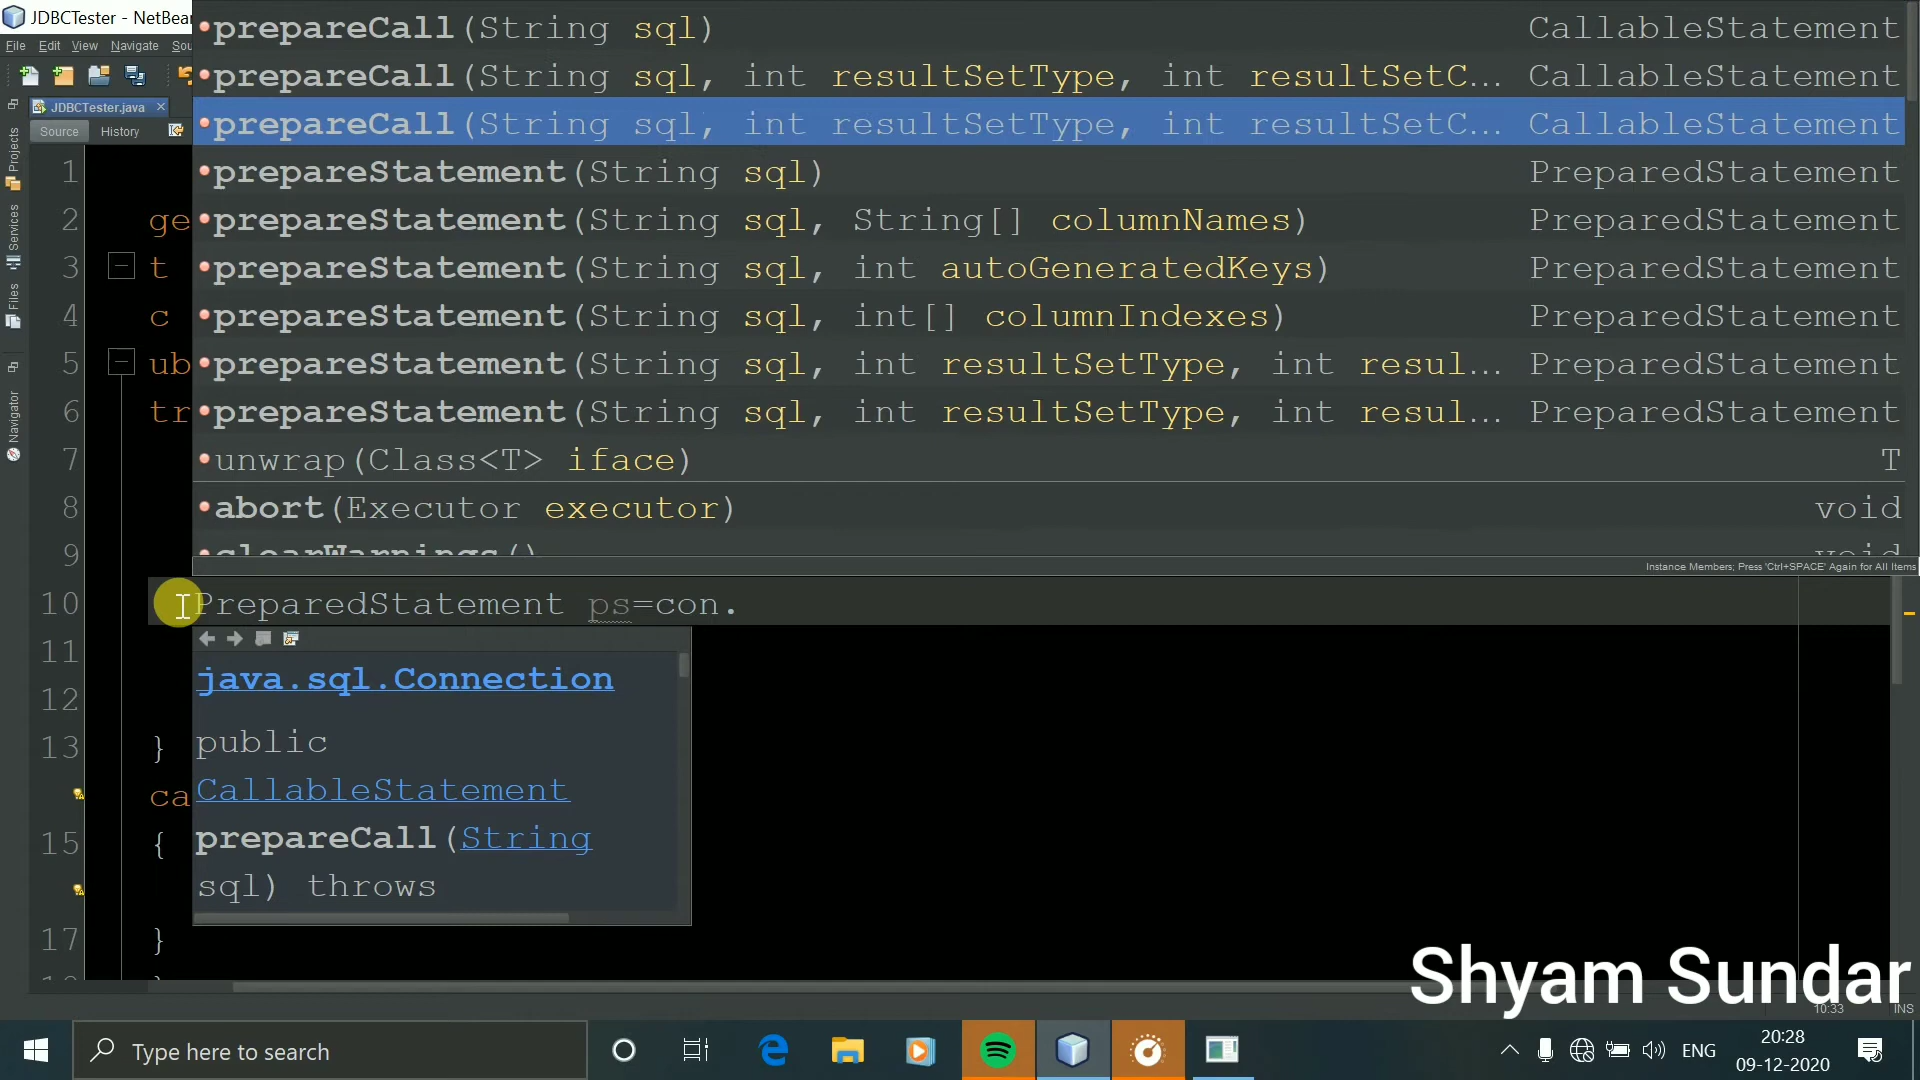 JDBCTester - NetBea
File Edit View Navigate Sou
JDBCTester.java
Source History
Projects
Services
Files
Navigator
prepareCall(String sql) CallableStatement
prepareCall(String sql, int resultSetType, int resultSetC... CallableStatement
prepareCall(String sql, int resultSetType, int resultSetC... CallableStatement
prepareStatement(String sql) PreparedStatement
prepareStatement(String sql, String[] columnNames) PreparedStatement
prepareStatement(String sql, int autoGeneratedKeys) PreparedStatement
prepareStatement(String sql, int[] columnIndexes) PreparedStatement
prepareStatement(String sql, int resultSetType, int resul... PreparedStatement
prepareStatement(String sql, int resultSetType, int resul... PreparedStatement
unwrap(Class<T> iface) T
abort(Executor executor) void
clearWarnings() void
Instance Members; Press 'Ctrl+SPACE' Again for All Items
1
2 ge
3 t
4 c
5 ub
6 tr
7
8
9
10 PreparedStatement ps=con.
11
12
13 }
ca
15 {
17 }
java.sql.Connection
public
CallableStatement
prepareCall(String
sql) throws
Shyam Sundar
10:33 INS
Type here to search
ENG
20:28
09-12-2020